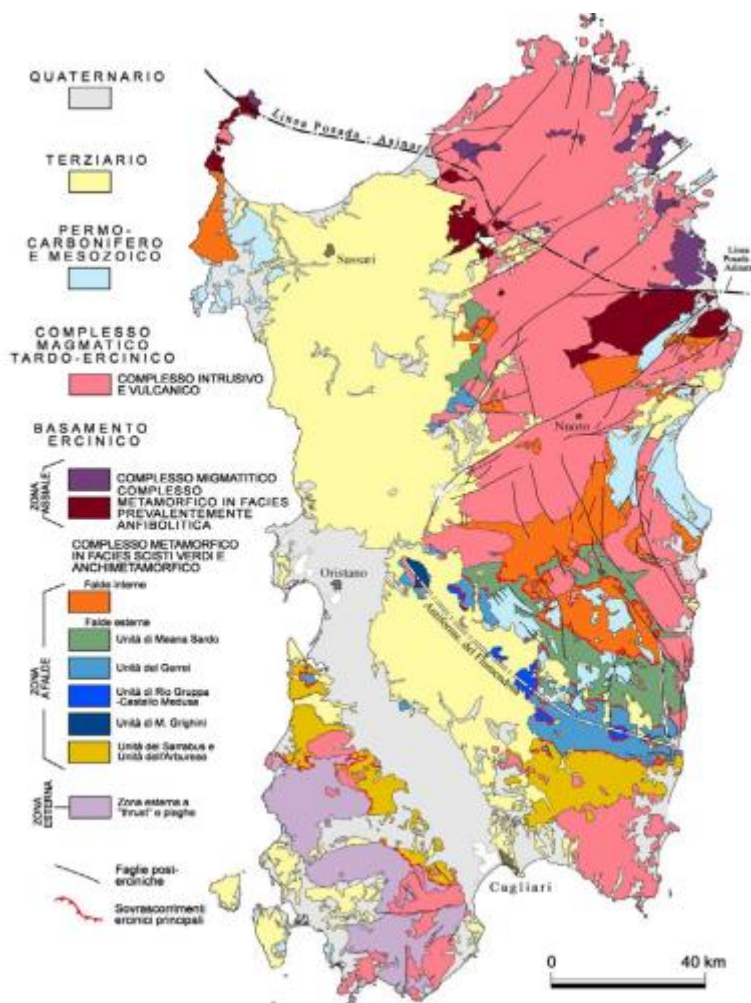 QUATERNARIO
TERZIARIO
PERMO-
CARBONIFERO
E MESOZOICO
COMPLESSO
MAGMATICO
TARDO-ERCINICO
COMPLESSO INTRUSIVO
E VULCANICO
BASAMENTO
ERCINICO
ZONA
ASSIALE
COMPLESSO MIGMATITICO
COMPLESSO
METAMORFICO IN FACIES
PREVALENTEMENTE
ANFIBOLITICA
COMPLESSO METAMORFICO
IN FACIES SCISTI VERDI E
ANCHIMETAMORFICO
ZONA
A FALDE
Falde interne
Falde esterne
Unità di Meana Sardo
Unità del Gerrei
Unità di Rio Gruppa
-Castello Medusa
Unità di M. Grighini
Unità del Sarrabus e
Unità dell'Arburese
ZONA
ESTERNA
Zona esterna a
"thrust" e pieghe
Faglie post-
erciniche
Sovrascorrimenti
ercinici principali
Linea Posada - Asinara
Sassari
Linea
Posada -
Asinara
Nuoro
Oristano
Antiforme del Flumendosa
Cagliari
0 40 km